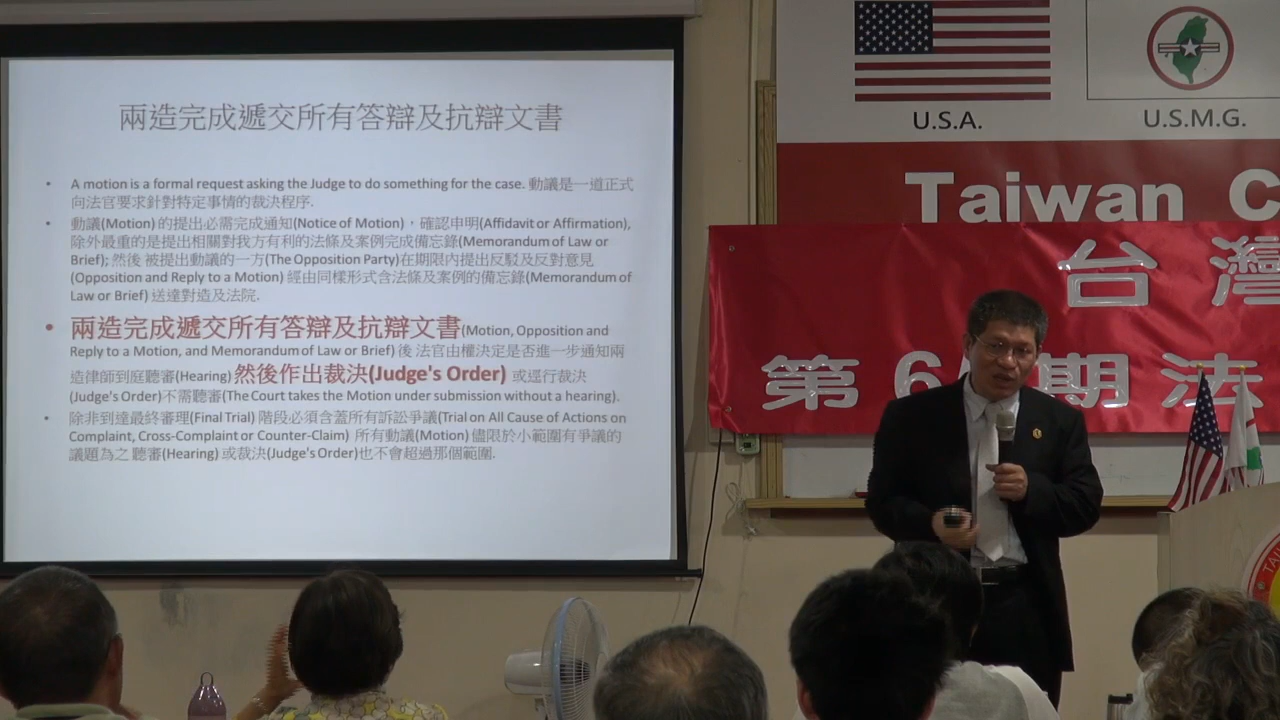 兩造完成遞交所有答辯及抗辯文書
• A motion is a formal request asking the Judge to do something for the case. 動議是一道正式
向法官要求針對特定事情的裁決程序.
• 動議(Motion) 的提出必需完成通知(Notice of Motion)，確認申明(Affidavit or Affirmation),
除外最重的是提出相關對我方有利的法條及案例完成備忘錄(Memorandum of Law or
Brief); 然後 被提出動議的一方(The Opposition Party)在期限內提出反駁及反對意見
(Opposition and Reply to a Motion) 經由同樣形式含法條及案例的備忘錄(Memorandum of
Law or Brief) 送達對造及法院.
• 兩造完成遞交所有答辯及抗辯文書(Motion, Opposition and
Reply to a Motion, and Memorandum of Law or Brief) 後 法官由權決定是否進一步通知兩
造律師到庭聽審(Hearing) 然後作出裁決(Judge's Order) 或逕行裁決
(Judge's Order)不需聽審(The Court takes the Motion under submission without a hearing).
• 除非到達最終審理(Final Trial) 階段必須含蓋所有訴訟爭議(Trial on All Cause of Actions on
Complaint, Cross-Complaint or Counter-Claim) 所有動議(Motion) 儘限於小範圍有爭議的
議題為之 聽審(Hearing) 或裁決(Judge's Order)也不會超過那個範圍.
U.S.A.
U.S.M.G.
Taiwan C
台灣
第6 期法